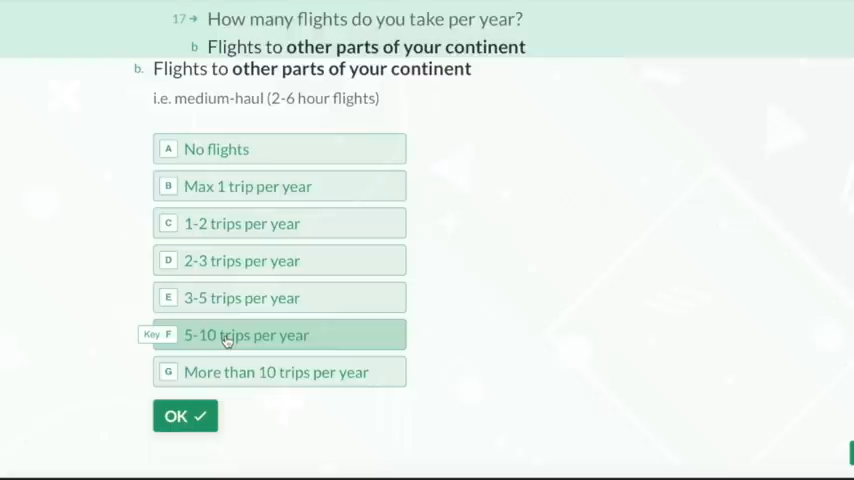 17 → How many flights do you take per year?
b Flights to other parts of your continent
b. Flights to other parts of your continent
i.e. medium-haul (2-6 hour flights)
A No flights
B Max 1 trip per year
C 1-2 trips per year
D 2-3 trips per year
E 3-5 trips per year
Key F 5-10 trips per year
G More than 10 trips per year
OK ✓